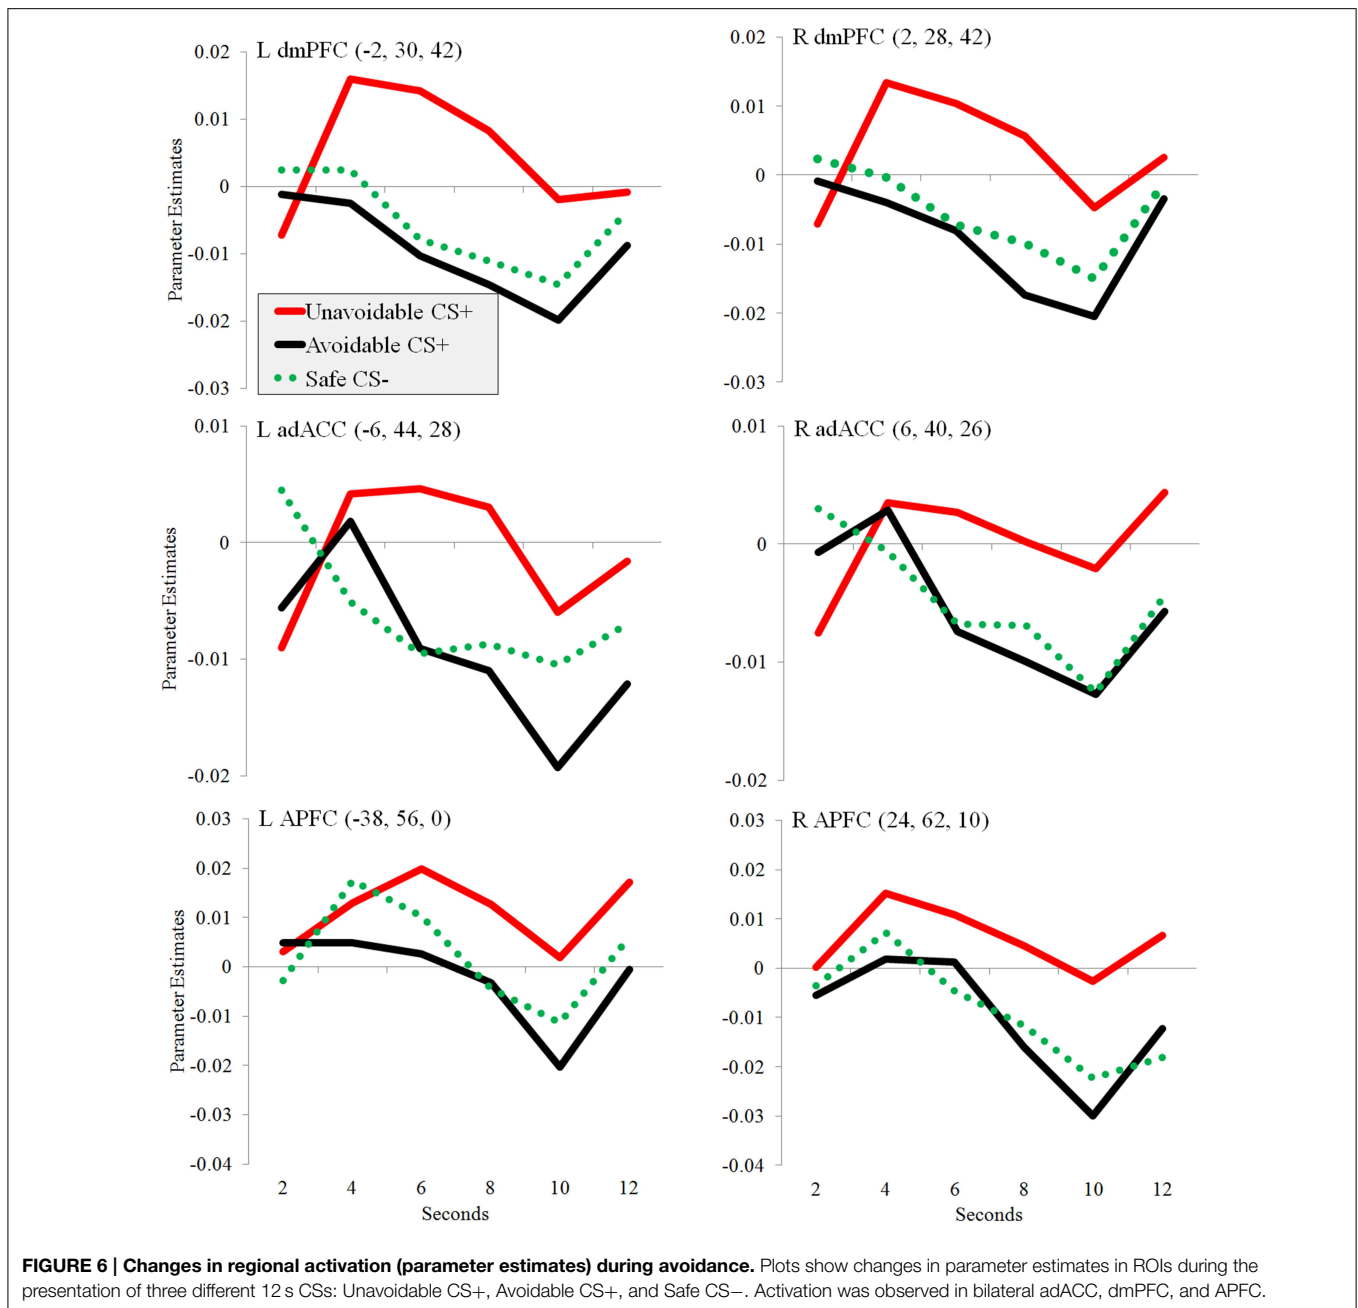 L dmPFC (-2, 30, 42)
0.02
0.01
0
-0.01
-0.02
-0.03
Parameter Estimates
Unavoidable CS+
Avoidable CS+
Safe CS-
R dmPFC (2, 28, 42)
0.02
0.01
0
-0.01
-0.02
-0.03
L adACC (-6, 44, 28)
0.01
0
-0.01
-0.02
Parameter Estimates
R adACC (6, 40, 26)
0.01
0
-0.01
-0.02
L APFC (-38, 56, 0)
0.03
0.02
0.01
0
-0.01
-0.02
-0.03
-0.04
Parameter Estimates
2 4 6 8 10 12
Seconds
R APFC (24, 62, 10)
0.03
0.02
0.01
0
-0.01
-0.02
-0.03
-0.04
2 4 6 8 10 12
Seconds
FIGURE 6 | Changes in regional activation (parameter estimates) during avoidance. Plots show changes in parameter estimates in ROIs during the
presentation of three different 12 s CSs: Unavoidable CS+, Avoidable CS+, and Safe CS−. Activation was observed in bilateral adACC, dmPFC, and APFC.